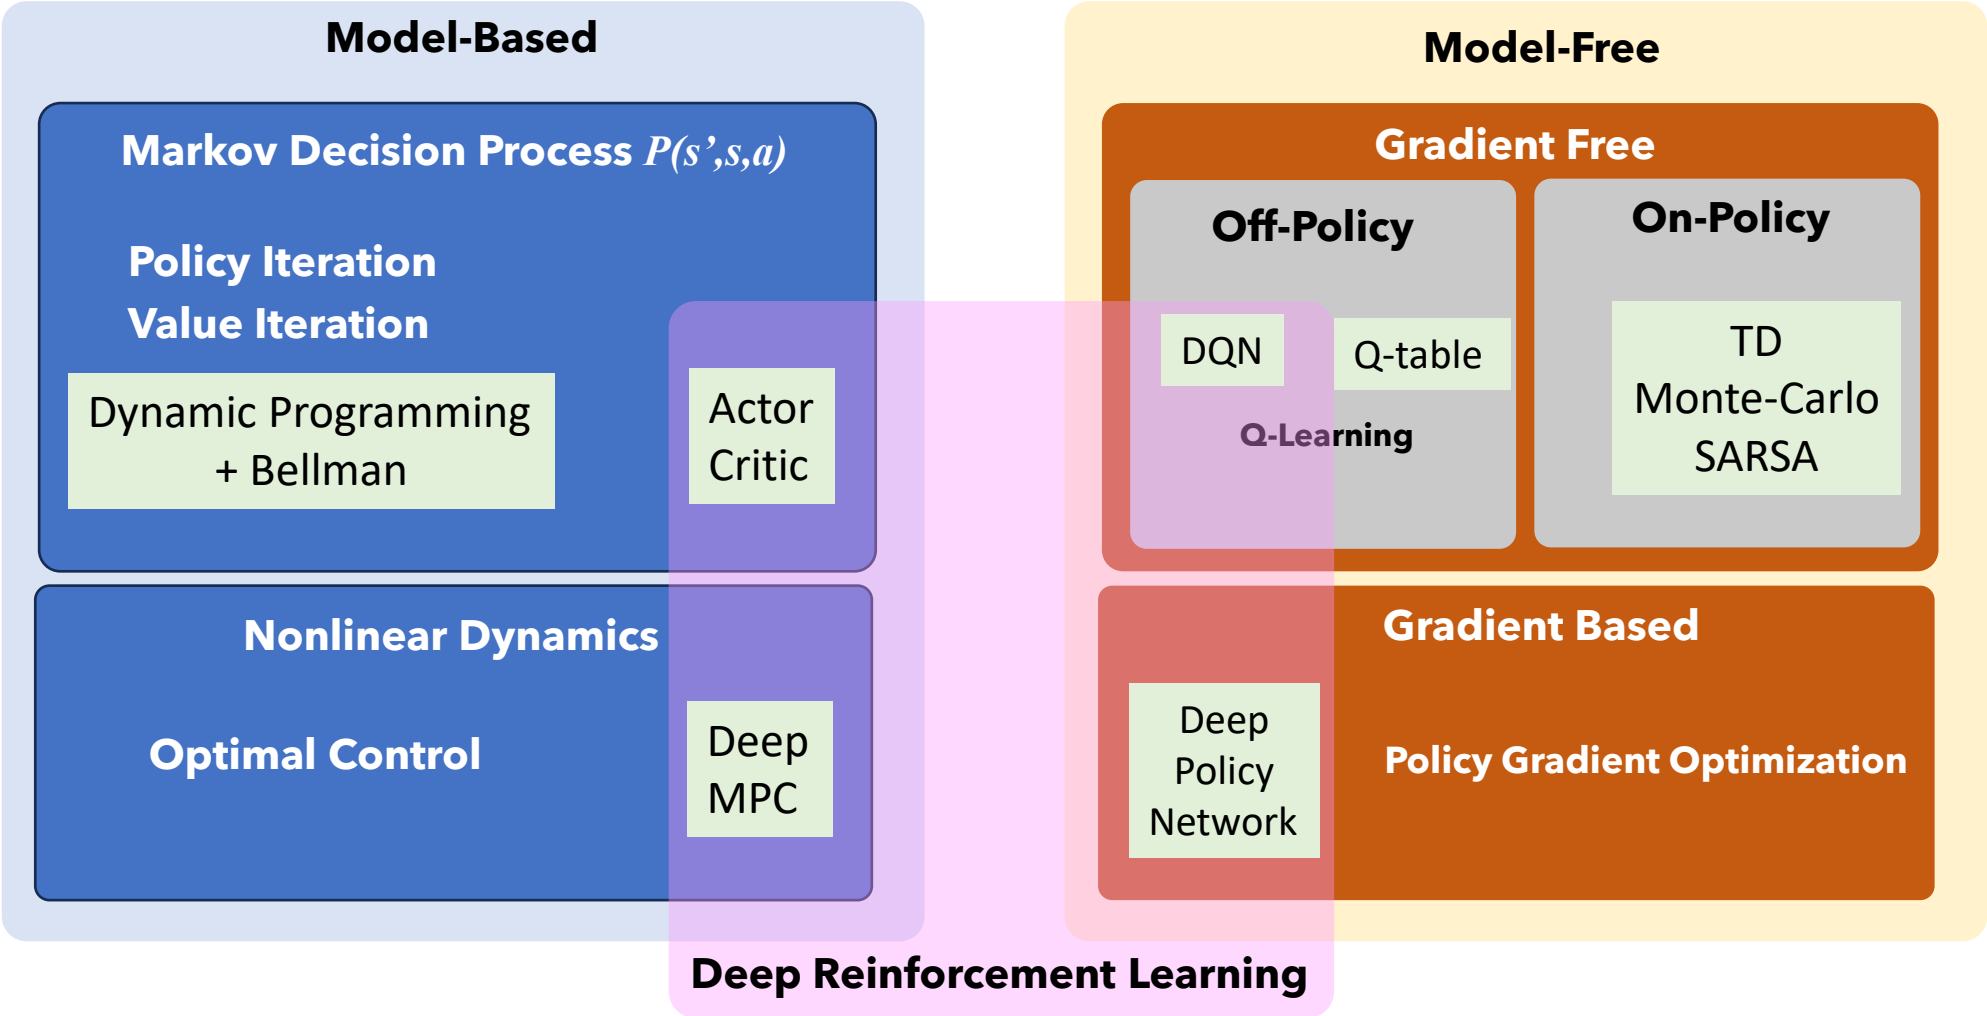 Model-Based
Markov Decision Process P(s’,s,a)
Policy Iteration
Value Iteration
Dynamic Programming
+ Bellman
Actor
Critic
Nonlinear Dynamics
Optimal Control
Deep
MPC
Model-Free
Gradient Free
Off-Policy
DQN
Q-table
Q-Learning
On-Policy
TD
Monte-Carlo
SARSA
Gradient Based
Deep
Policy
Network
Policy Gradient Optimization
Deep Reinforcement Learning